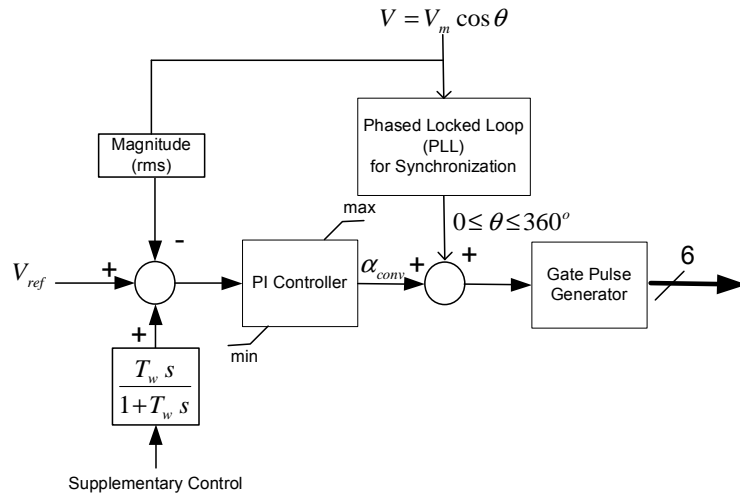 V = V_m cos θ
Magnitude
(rms)
Phased Locked Loop
(PLL)
for Synchronization
max
0 ≤ θ ≤ 360^o
6
-
+
+
+
V_ref
+
PI Controller
α_conv
Gate Pulse
Generator
+
min
T_w s
1+T_w s
Supplementary Control